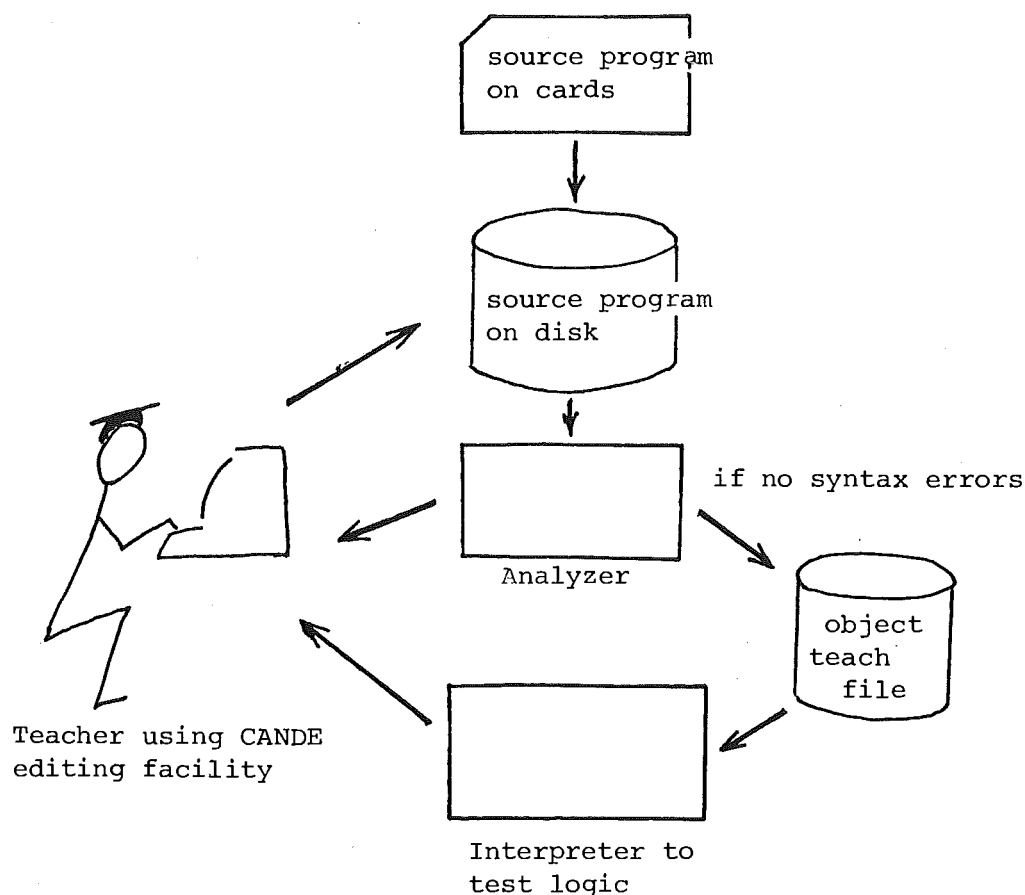 source program
on cards
source program
on disk
if no syntax errors
Analyzer
object
teach
file
Teacher using CANDE
editing facility
Interpreter to
test logic